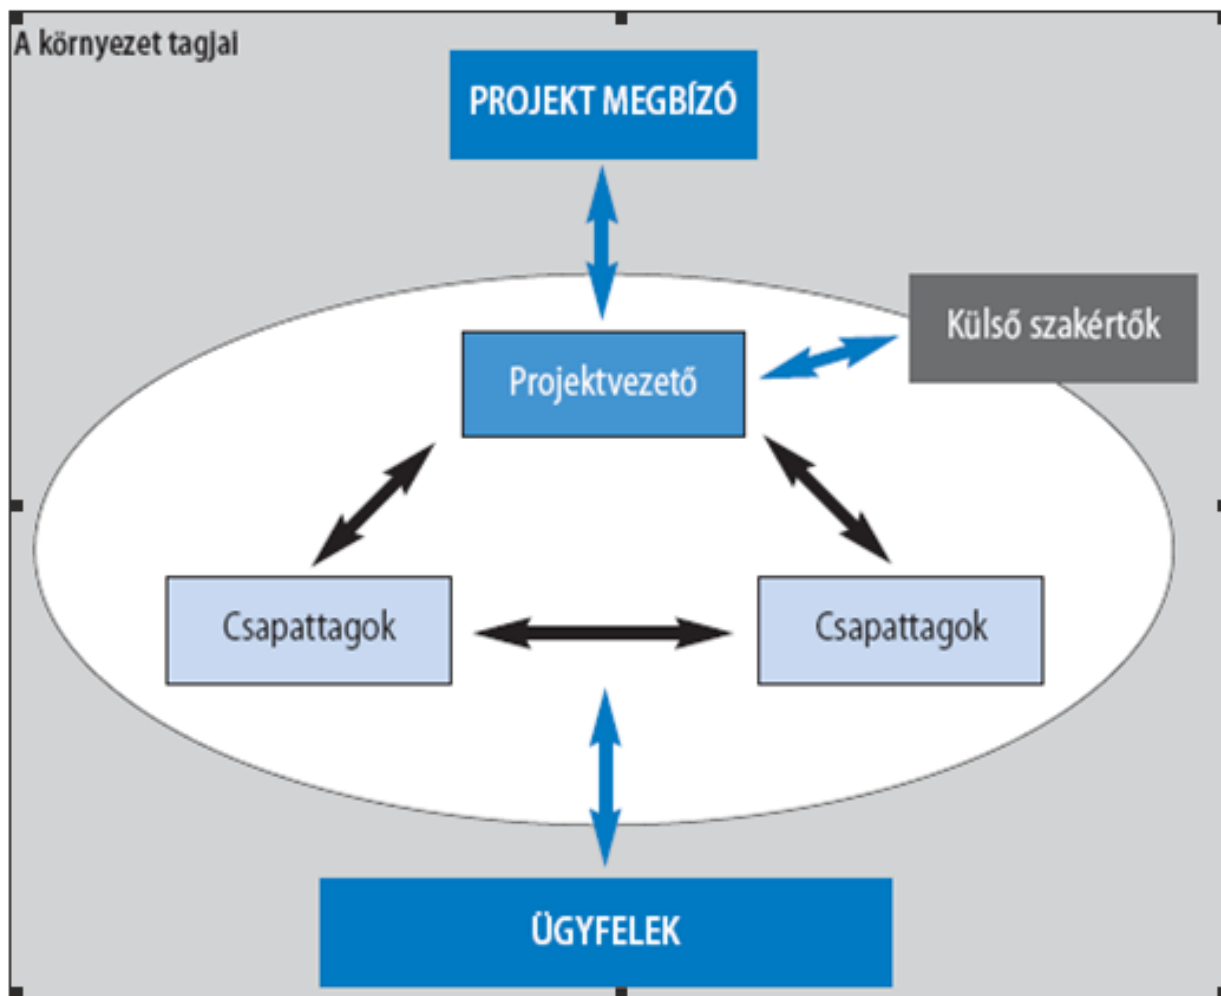 A környezet tagjai
PROJEKT MEGBÍZÓ
Külső szakértők
Projektvezető
Csapattagok
Csapattagok
ÜGYFELEK